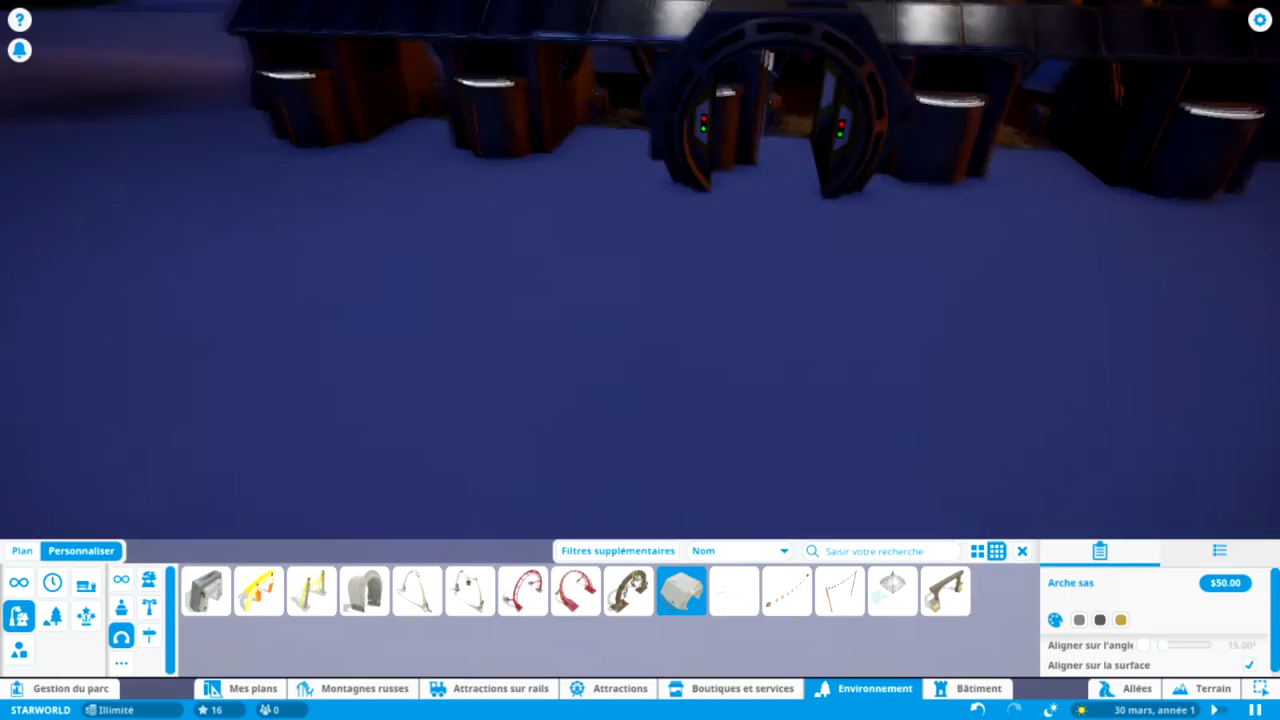 ?
Plan
Personnaliser
Filtres supplémentaires
Nom
Saisir votre recherche
Arche sas
$50.00
Aligner sur l'angle
15.00°
Aligner sur la surface
Gestion du parc
Mes plans
Montagnes russes
Attractions sur rails
Attractions
Boutiques et services
Environnement
Bâtiment
Allées
Terrain
STARWORLD
Illimité
16
0
30 mars, année 1